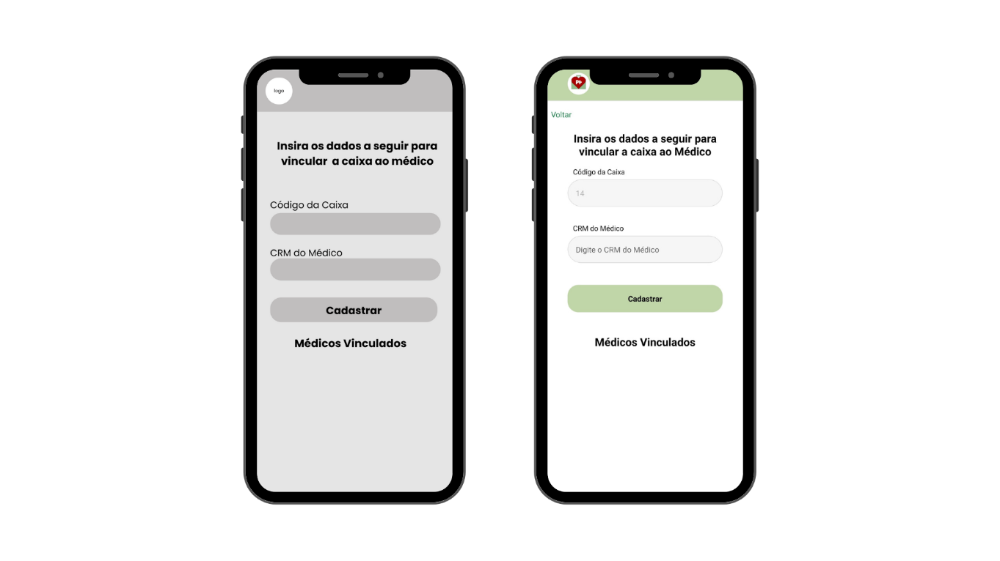 logo
Insira os dados a seguir para
vincular a caixa ao médico
Código da Caixa
CRM do Médico
Cadastrar
Médicos Vinculados
Voltar
Insira os dados a seguir para
vincular a caixa ao Médico
Código da Caixa
14
CRM do Médico
Digite o CRM do Médico
Cadastrar
Médicos Vinculados